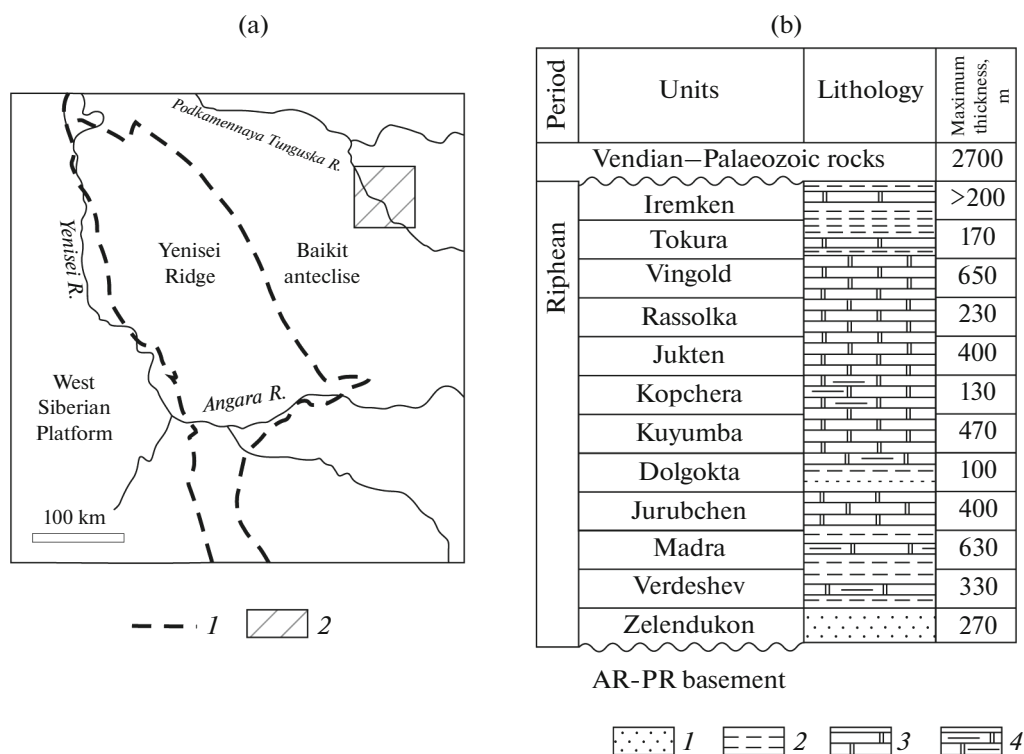 (a)
Podkamennaya Tunguska R.
Yenisei R.
Yenisei
Ridge
Baikit
anteclise
West
Siberian
Platform
Angara R.
100 km
1
2
(b)
Period
Units
Lithology
Maximum
thickness,
m
Vendian–Palaeozoic rocks 2700
Riphean
Iremken >200
Tokura 170
Vingold 650
Rassolka 230
Jukten 400
Kopchera 130
Kuyumba 470
Dolgokta 100
Jurubchen 400
Madra 630
Verdeshev 330
Zelendukon 270
AR-PR basement
1 2 3 4